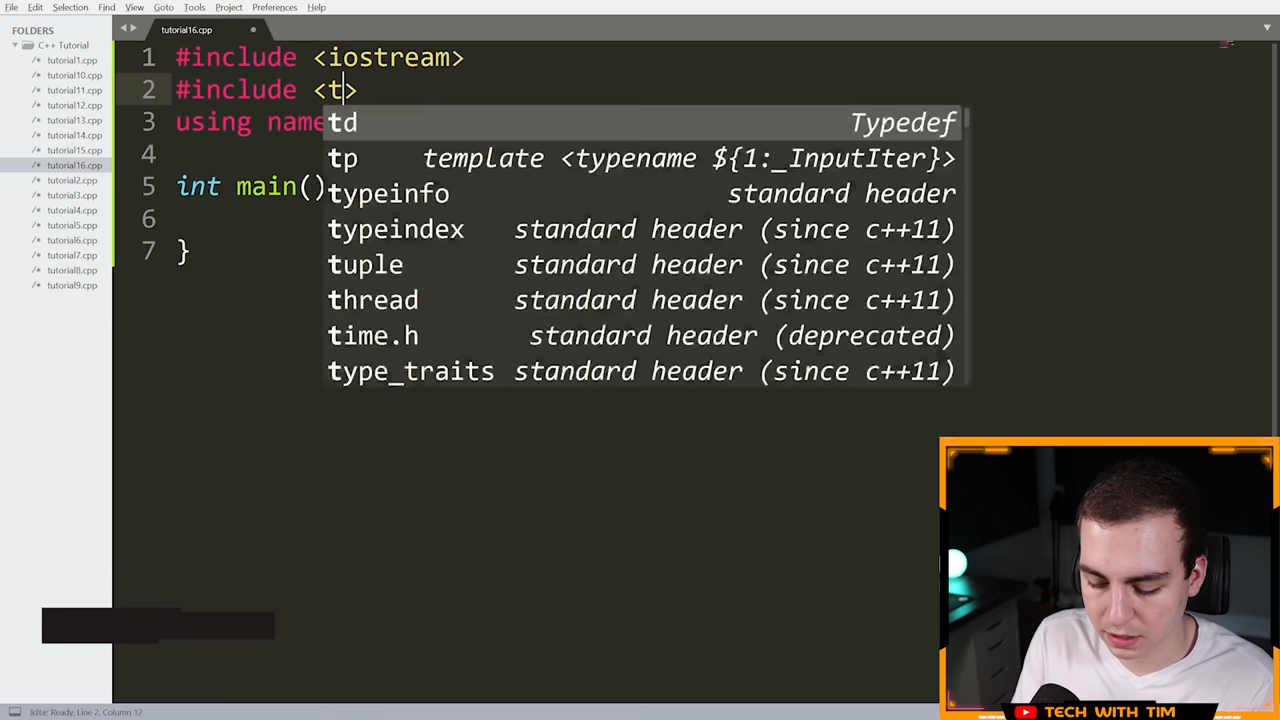 File Edit Selection Find View Goto Tools Project Preferences Help
FOLDERS
C++ Tutorial
/* tutorial1.cpp
/* tutorial10.cpp
/* tutorial11.cpp
/* tutorial12.cpp
/* tutorial13.cpp
/* tutorial14.cpp
/* tutorial15.cpp
/* tutorial16.cpp
/* tutorial2.cpp
/* tutorial3.cpp
/* tutorial4.cpp
/* tutorial5.cpp
/* tutorial6.cpp
/* tutorial7.cpp
/* tutorial8.cpp
/* tutorial9.cpp
tutorial16.cpp
1 #include <iostream>
2 #include <t>
3 using name
4
5 int main()
6
7 }
td Typedef
tp template <typename ${1:_InputIter}>
typeinfo standard header
typeindex standard header (since c++11)
tuple standard header (since c++11)
thread standard header (since c++11)
time.h standard header (deprecated)
type_traits standard header (since c++11)
TECH WITH TIM
kite: Ready, Line 2, Column 12